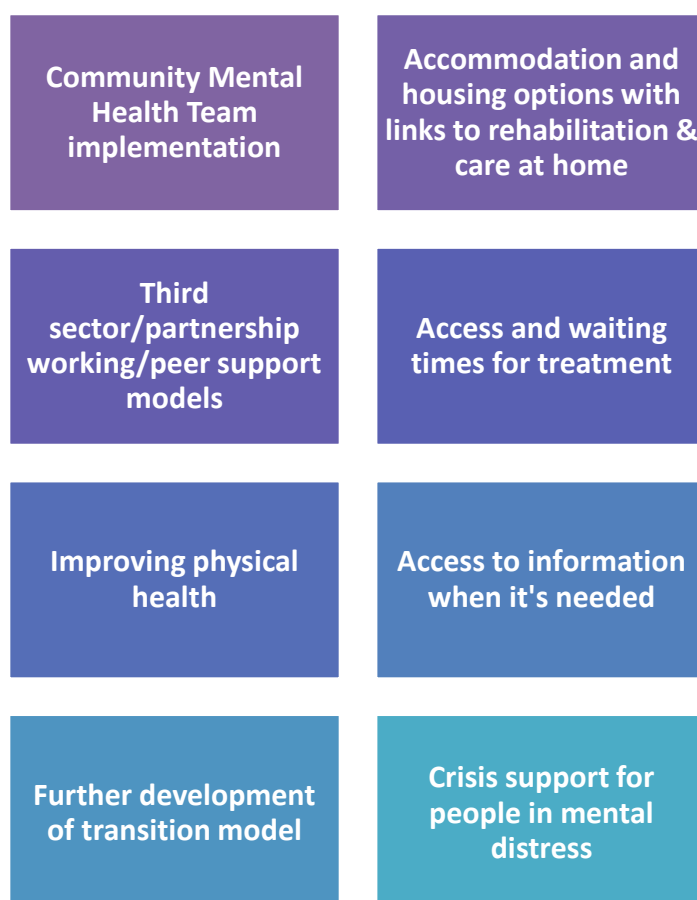 Community Mental
Health Team
implementation
Accommodation and
housing options with
links to rehabilitation &
care at home
Third
sector/partnership
working/peer support
models
Access and waiting
times for treatment
Improving physical
health
Access to information
when it's needed
Further development
of transition model
Crisis support for
people in mental
distress